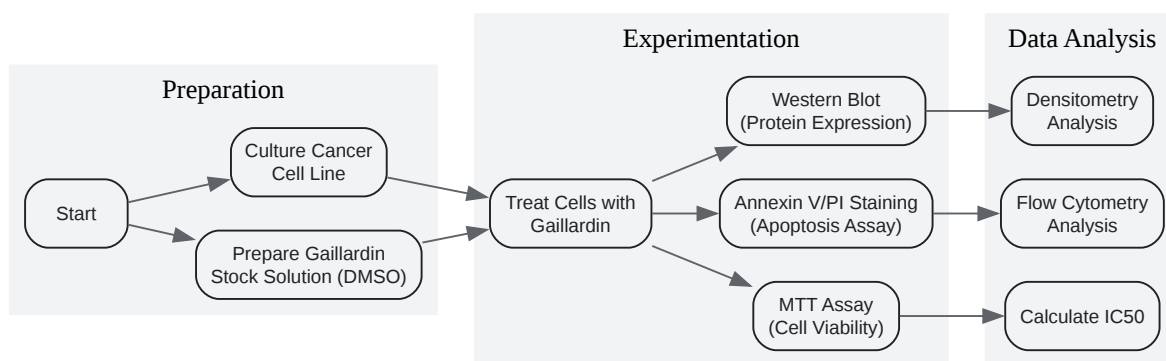 Preparation
Start
Culture Cancer
Cell Line
Prepare Gaillardin
Stock Solution (DMSO)
Experimentation
Treat Cells with
Gaillardin
Western Blot
(Protein Expression)
Annexin V/PI Staining
(Apoptosis Assay)
MTT Assay
(Cell Viability)
Data Analysis
Densitometry
Analysis
Flow Cytometry
Analysis
Calculate IC50